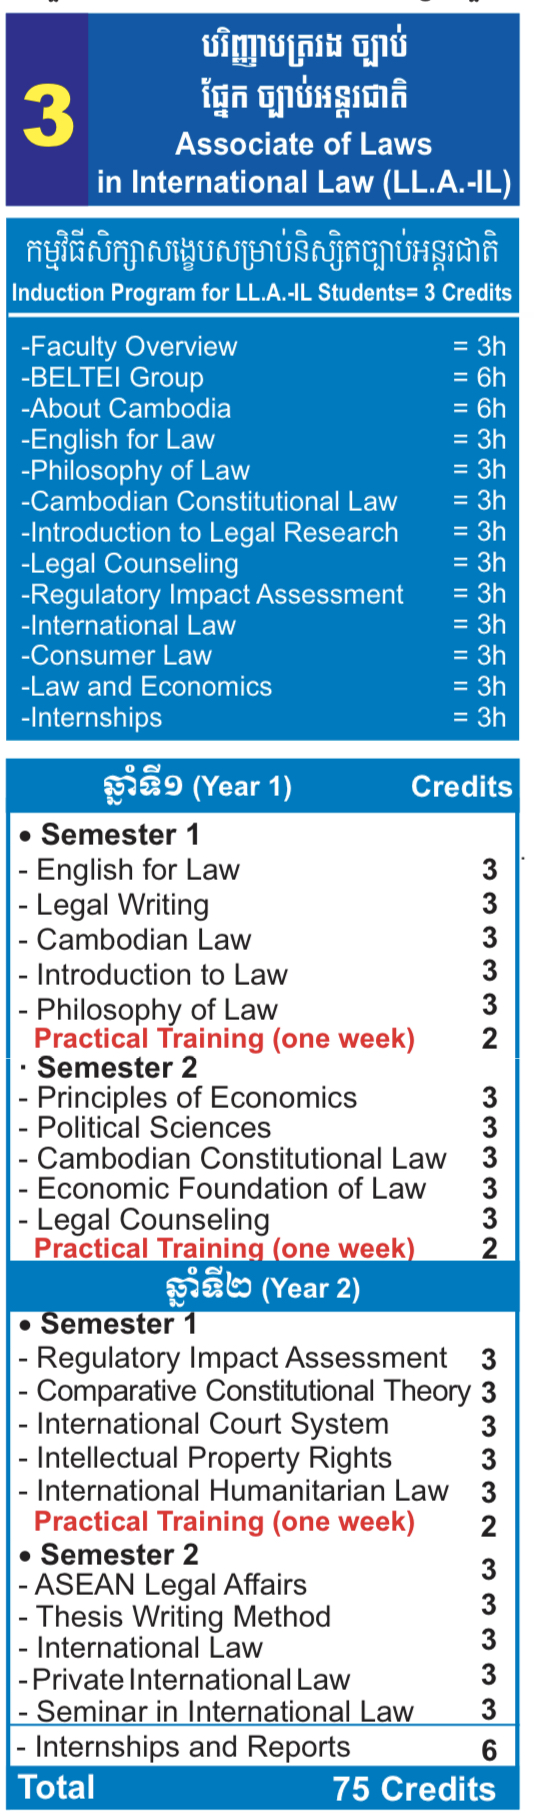 3
បរិញ្ញាបត្ររង ច្បាប់
ផ្នែក ច្បាប់អន្តរជាតិ
Associate of Laws
in International Law (LL.A.-IL)
កម្មវិធីសិក្សាសង្ខេបសម្រាប់និស្សិតច្បាប់អន្តរជាតិ
Induction Program for LL.A.-IL Students= 3 Credits
-Faculty Overview = 3h
-BELTEI Group = 6h
-About Cambodia = 6h
-English for Law = 3h
-Philosophy of Law = 3h
-Cambodian Constitutional Law = 3h
-Introduction to Legal Research = 3h
-Legal Counseling = 3h
-Regulatory Impact Assessment = 3h
-International Law = 3h
-Consumer Law = 3h
-Law and Economics = 3h
-Internships = 3h
ឆ្នាំទី១ (Year 1) Credits
• Semester 1
- English for Law 3
- Legal Writing 3
- Cambodian Law 3
- Introduction to Law 3
- Philosophy of Law 3
Practical Training (one week) 2
· Semester 2
- Principles of Economics 3
- Political Sciences 3
- Cambodian Constitutional Law 3
- Economic Foundation of Law 3
- Legal Counseling 3
Practical Training (one week) 2
ឆ្នាំទី២ (Year 2)
• Semester 1
- Regulatory Impact Assessment 3
- Comparative Constitutional Theory 3
- International Court System 3
- Intellectual Property Rights 3
- International Humanitarian Law 3
Practical Training (one week) 2
• Semester 2
- ASEAN Legal Affairs 3
- Thesis Writing Method 3
- International Law 3
- Private International Law 3
- Seminar in International Law 3
- Internships and Reports 6
Total 75 Credits